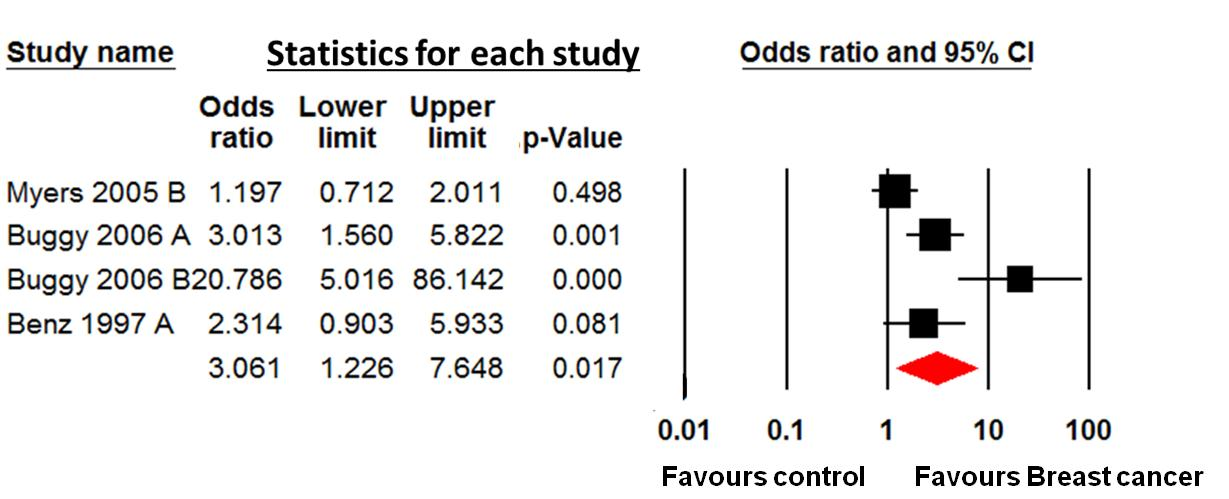 Study name Statistics for each study Odds ratio and 95% CI
Odds Lower Upper
ratio limit limit p-Value
Myers 2005 B 1.197 0.712 2.011 0.498
Buggy 2006 A 3.013 1.560 5.822 0.001
Buggy 2006 B20.786 5.016 86.142 0.000
Benz 1997 A 2.314 0.903 5.933 0.081
3.061 1.226 7.648 0.017
0.01 0.1 1 10 100
Favours control Favours Breast cancer